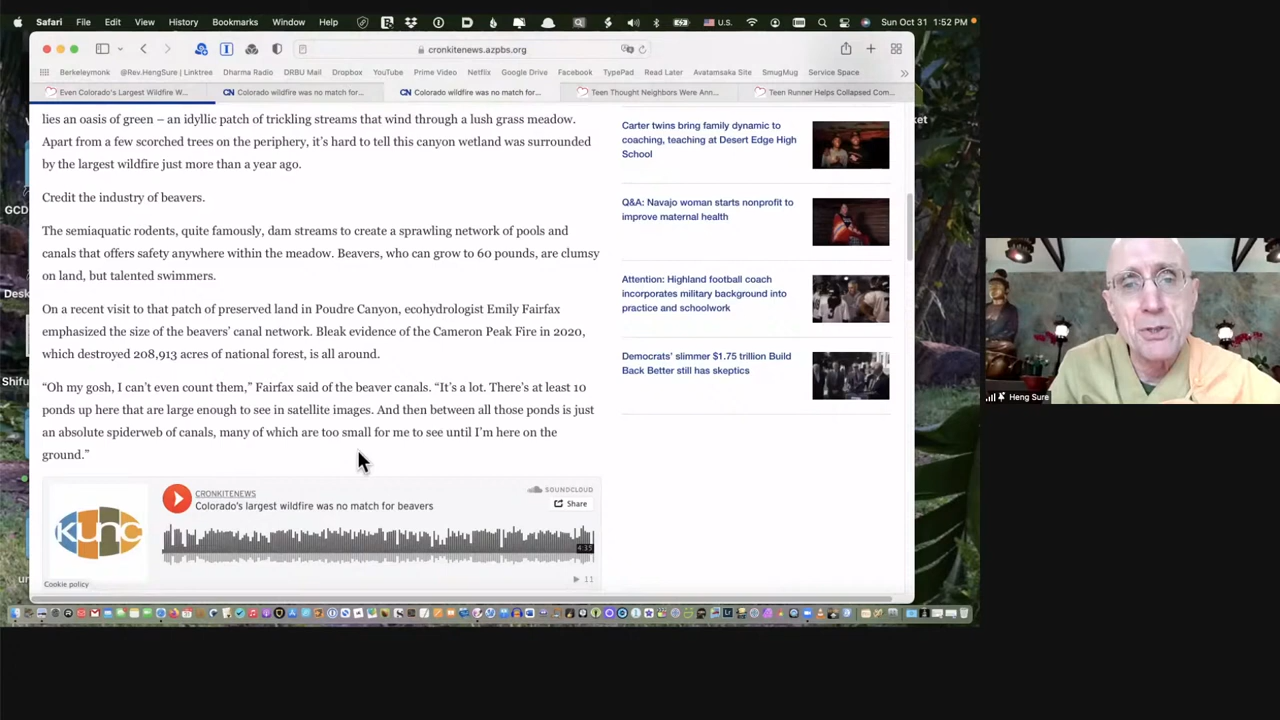 Safari File Edit View History Bookmarks Window Help U.S. Sun Oct 31 1:52 PM
cronkitenews.azpbs.org
Berkeleymonk @Rev.HengSure | Linktree Dharma Radio DRBU Mail Dropbox YouTube Prime Video Netflix Google Drive Facebook TypePad Read Later Avatamsaka Site SmugMug Service Space
Even Colorado's Largest Wildfire W...
CN Colorado wildfire was no match for...
CN Colorado wildfire was no match for...
Teen Thought Neighbors Were Ann...
Teen Runner Helps Collapsed Com...
lies an oasis of green – an idyllic patch of trickling streams that wind through a lush grass meadow.
Apart from a few scorched trees on the periphery, it's hard to tell this canyon wetland was surrounded
by the largest wildfire just more than a year ago.
Credit the industry of beavers.
The semiaquatic rodents, quite famously, dam streams to create a sprawling network of pools and
canals that offers safety anywhere within the meadow. Beavers, who can grow to 60 pounds, are clumsy
on land, but talented swimmers.
On a recent visit to that patch of preserved land in Poudre Canyon, ecohydrologist Emily Fairfax
emphasized the size of the beavers' canal network. Bleak evidence of the Cameron Peak Fire in 2020,
which destroyed 208,913 acres of national forest, is all around.
“Oh my gosh, I can't even count them,” Fairfax said of the beaver canals. “It's a lot. There's at least 10
ponds up here that are large enough to see in satellite images. And then between all those ponds is just
an absolute spiderweb of canals, many of which are too small for me to see until I'm here on the
ground.”
KUNC
CRONKITENEWS
Colorado's largest wildfire was no match for beavers
SOUNDCLOUD
Share
4:35
Cookie policy
11
Carter twins bring family dynamic to
coaching, teaching at Desert Edge High
School
Q&A: Navajo woman starts nonprofit to
improve maternal health
Attention: Highland football coach
incorporates military background into
practice and schoolwork
Democrats' slimmer $1.75 trillion Build
Back Better still has skeptics
GCD
Desk
Shifu
Heng Sure